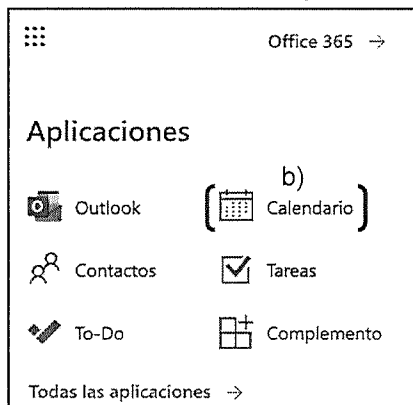 Office 365 →
Aplicaciones
b)
Outlook
Calendario
Contactos
Tareas
To-Do
Complemento
Todas las aplicaciones →